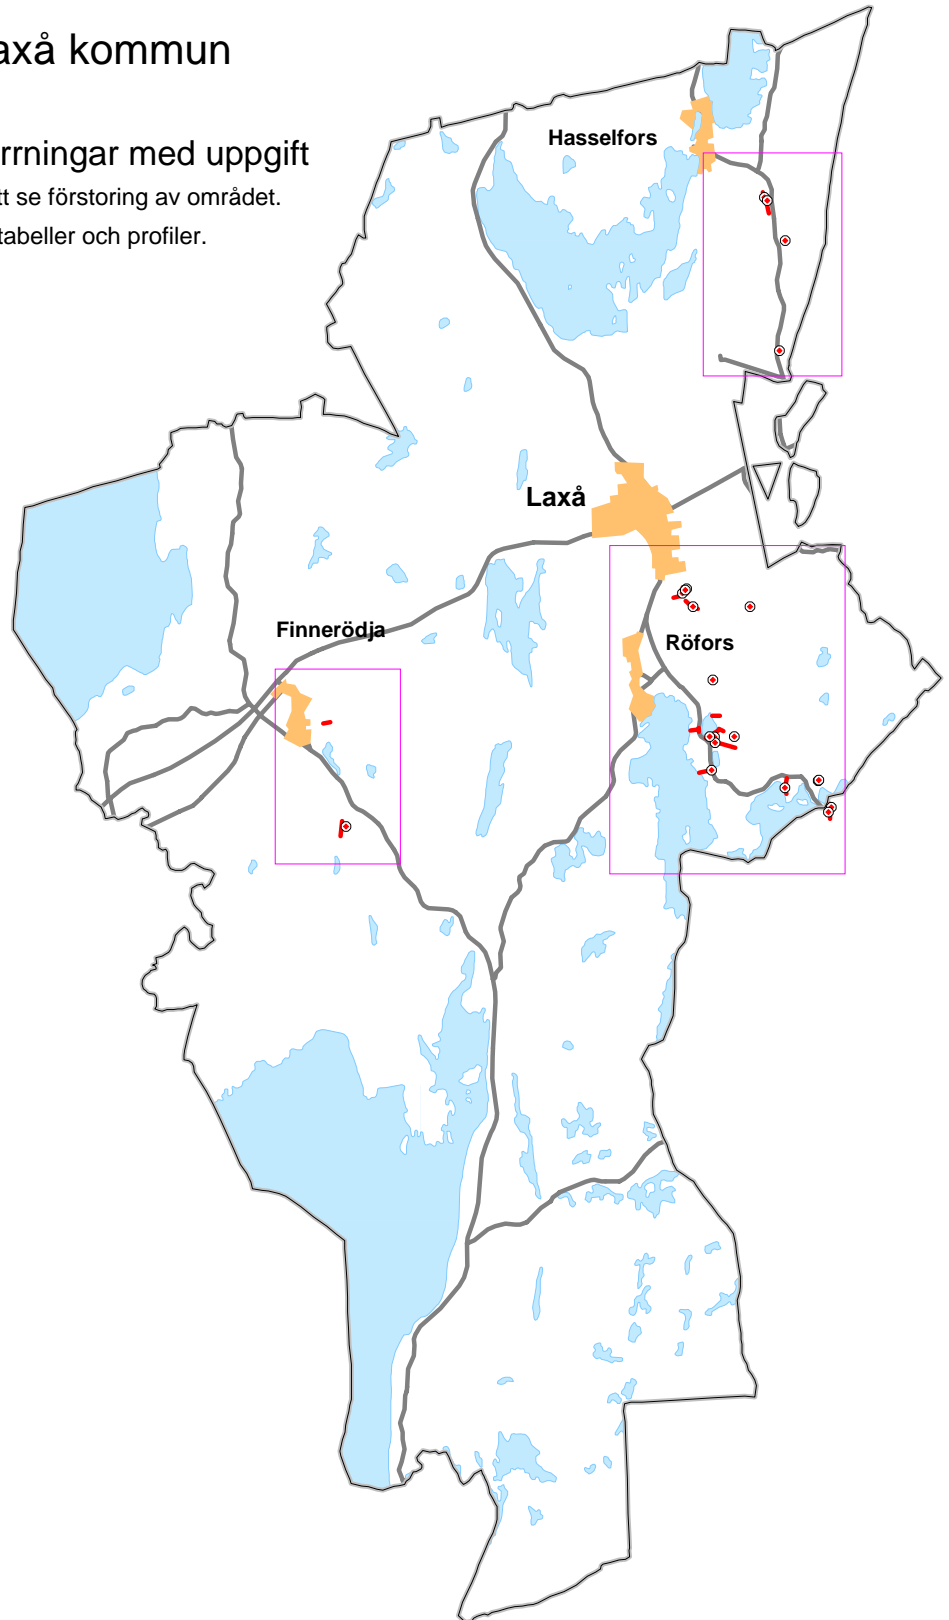 axå kommun
rrningar med uppgift
tt se förstoring av området.
tabeller och profiler.
Hasselfors
Laxå
Finnerödja
Röfors